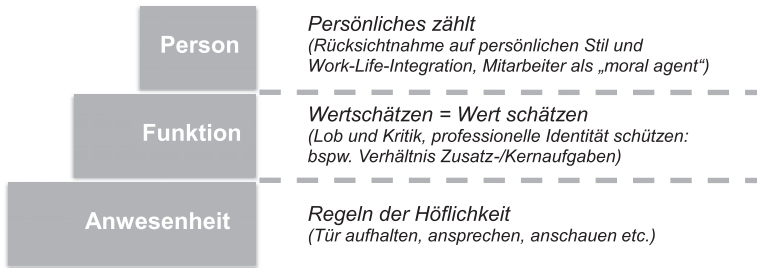 Person
Persönliches zählt
(Rücksichtnahme auf persönlichen Stil und
Work-Life-Integration, Mitarbeiter als „moral agent“)
Funktion
Wertschätzen = Wert schätzen
(Lob und Kritik, professionelle Identität schützen:
bspw. Verhältnis Zusatz-/Kernaufgaben)
Anwesenheit
Regeln der Höflichkeit
(Tür aufhalten, ansprechen, anschauen etc.)